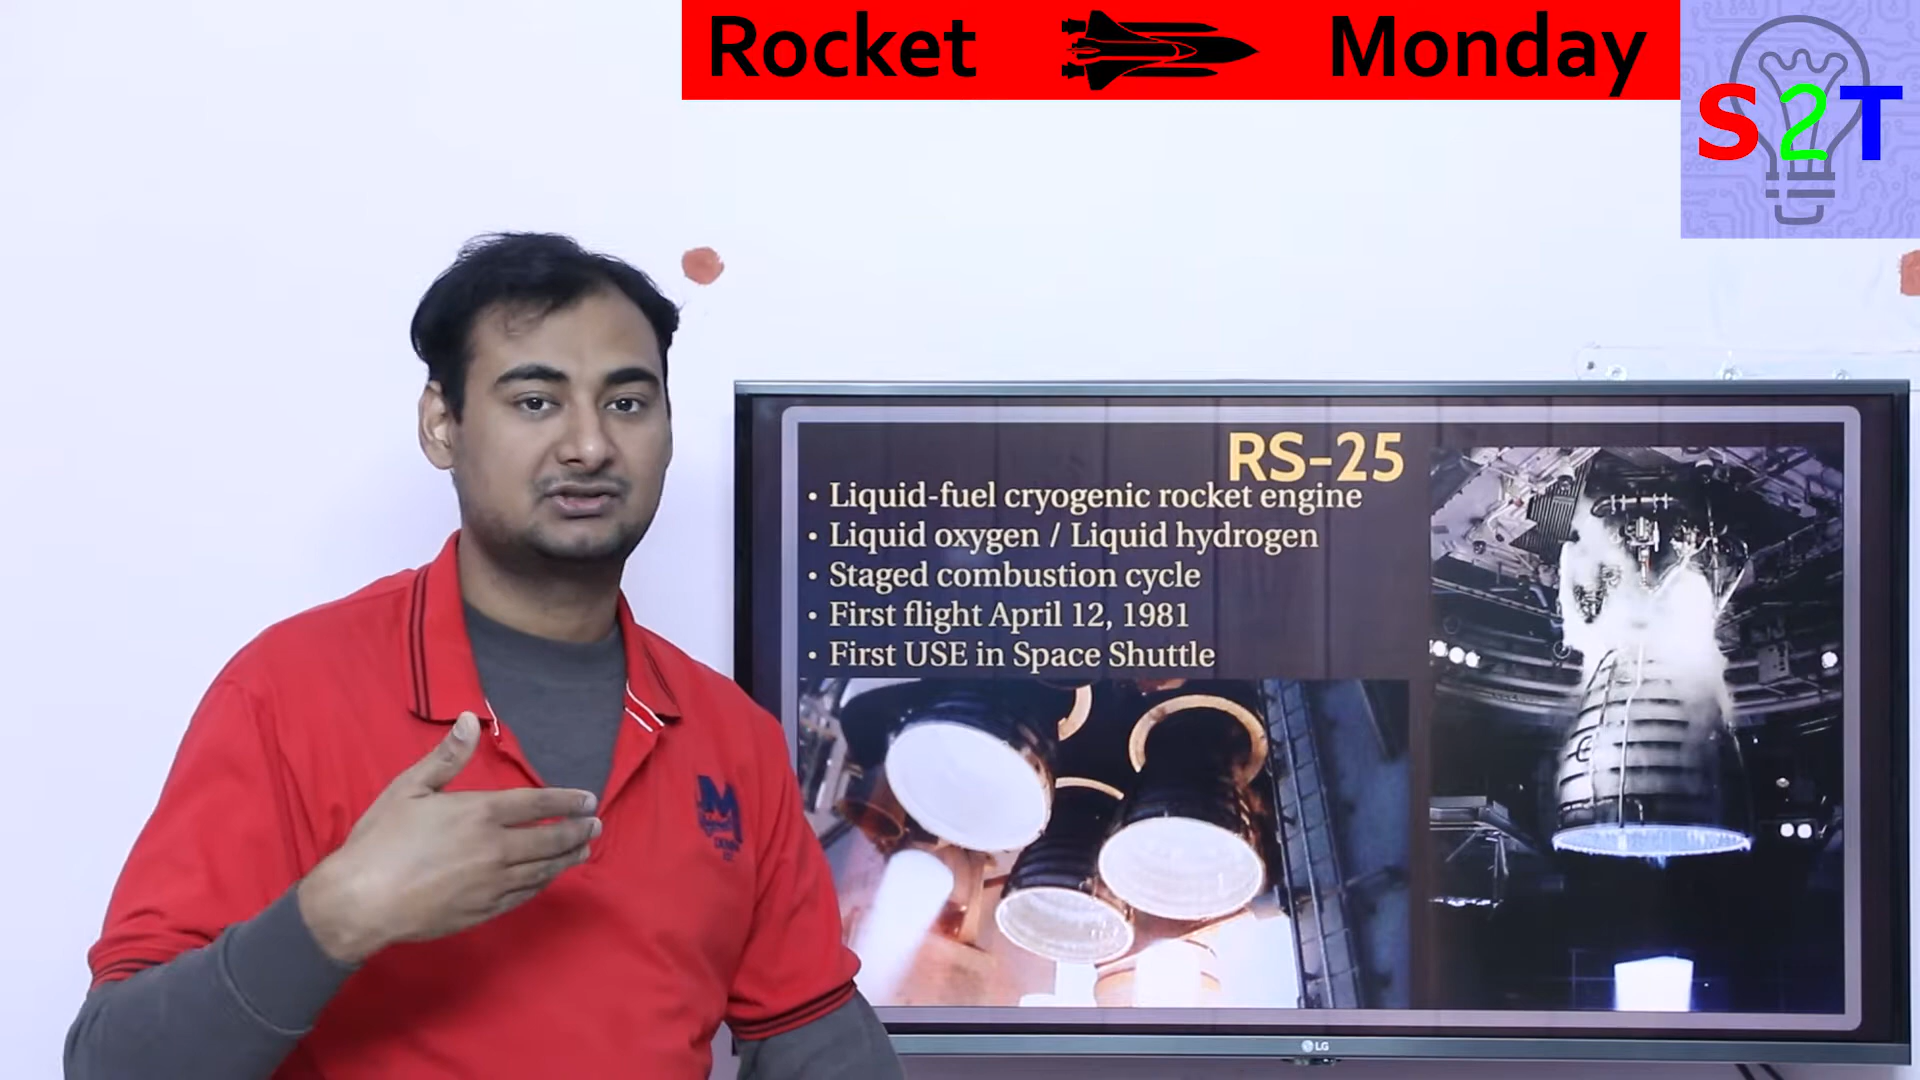 Rocket Monday
S2T
RS-25
• Liquid-fuel cryogenic rocket engine
• Liquid oxygen / Liquid hydrogen
• Staged combustion cycle
• First flight April 12, 1981
• First USE in Space Shuttle
M
LG